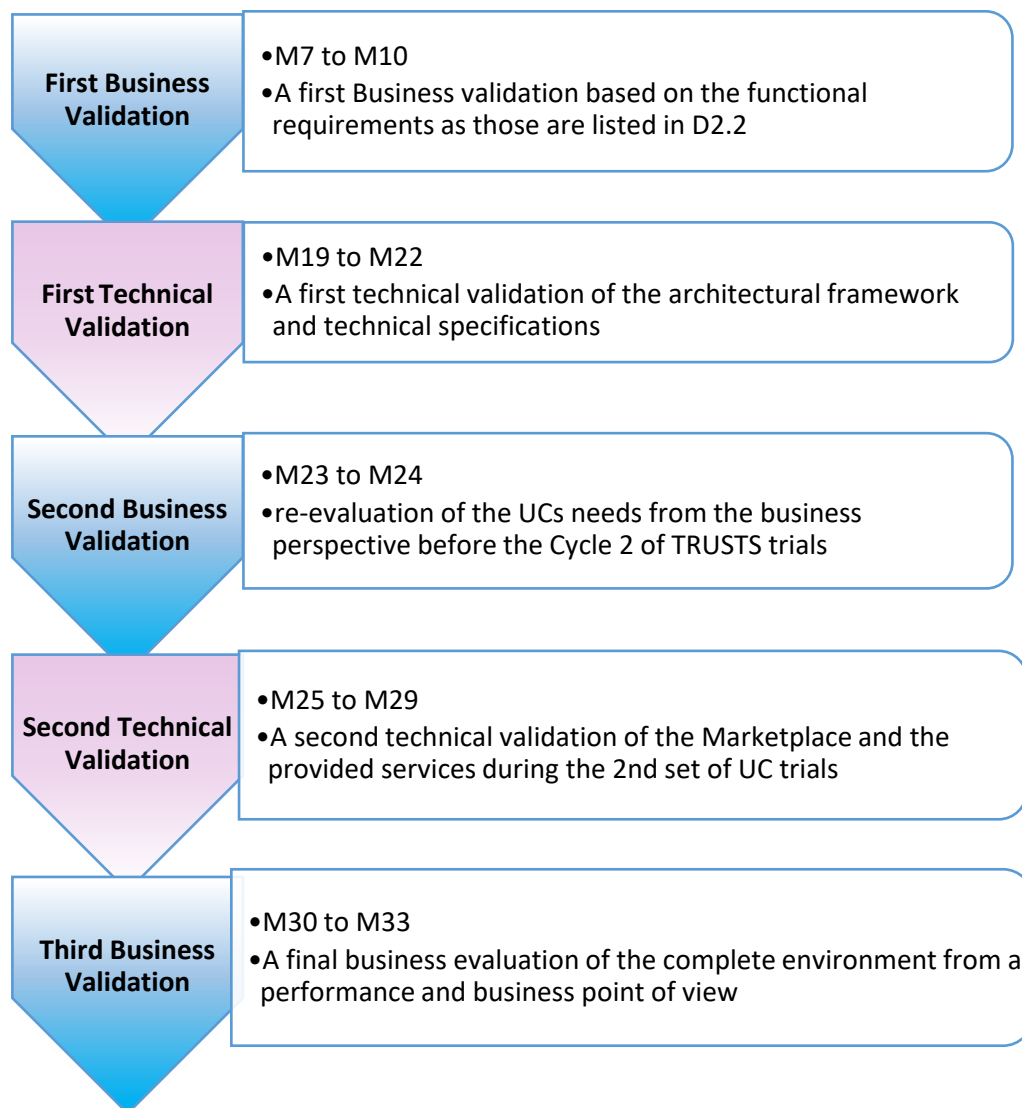 First Business
Validation
•M7 to M10
•A first Business validation based on the functional
requirements as those are listed in D2.2
First Technical
Validation
•M19 to M22
•A first technical validation of the architectural framework
and technical specifications
Second Business
Validation
•M23 to M24
•re-evaluation of the UCs needs from the business
perspective before the Cycle 2 of TRUSTS trials
Second Technical
Validation
•M25 to M29
•A second technical validation of the Marketplace and the
provided services during the 2nd set of UC trials
Third Business
Validation
•M30 to M33
•A final business evaluation of the complete environment from a
performance and business point of view